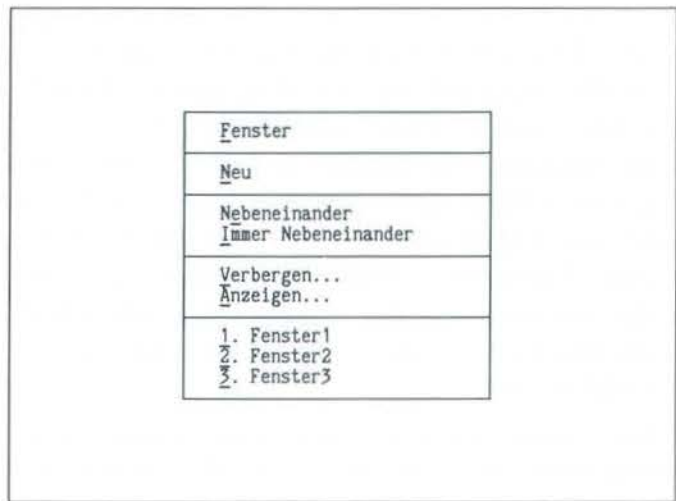 Fenster
Neu
Nebeneinander
Immer Nebeneinander
Verbergen...
Anzeigen...
1. Fenster1
2. Fenster2
3. Fenster3